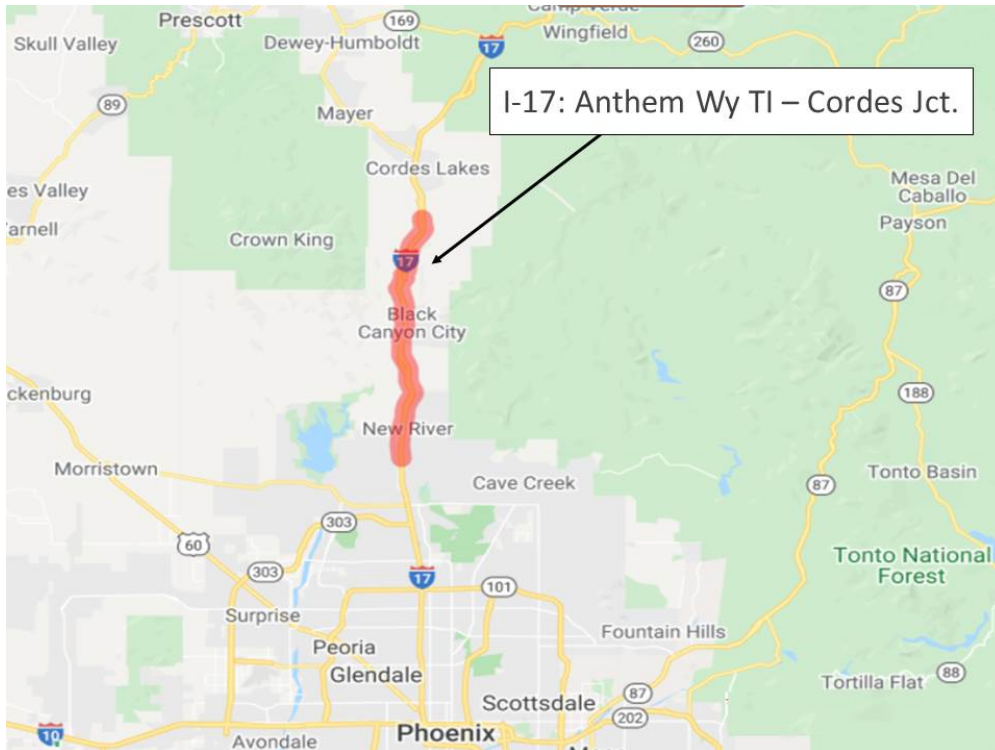 Camp Verde
Prescott
169
Wingfield
Skull Valley
Dewey-Humboldt
17
260
I-17: Anthem Wy TI – Cordes Jct.
89
Mayer
Cordes Lakes
Mesa Del
Caballo
es Valley
arnell
Payson
Crown King
17
87
Black
Canyon City
ckenburg
188
New River
Morristown
Cave Creek
Tonto Basin
87
303
60
Tonto National
Forest
303
17
101
Surprise
Fountain Hills
Peoria
Glendale
Tortilla Flat
88
Scottsdale
87
202
10
Avondale
Phoenix